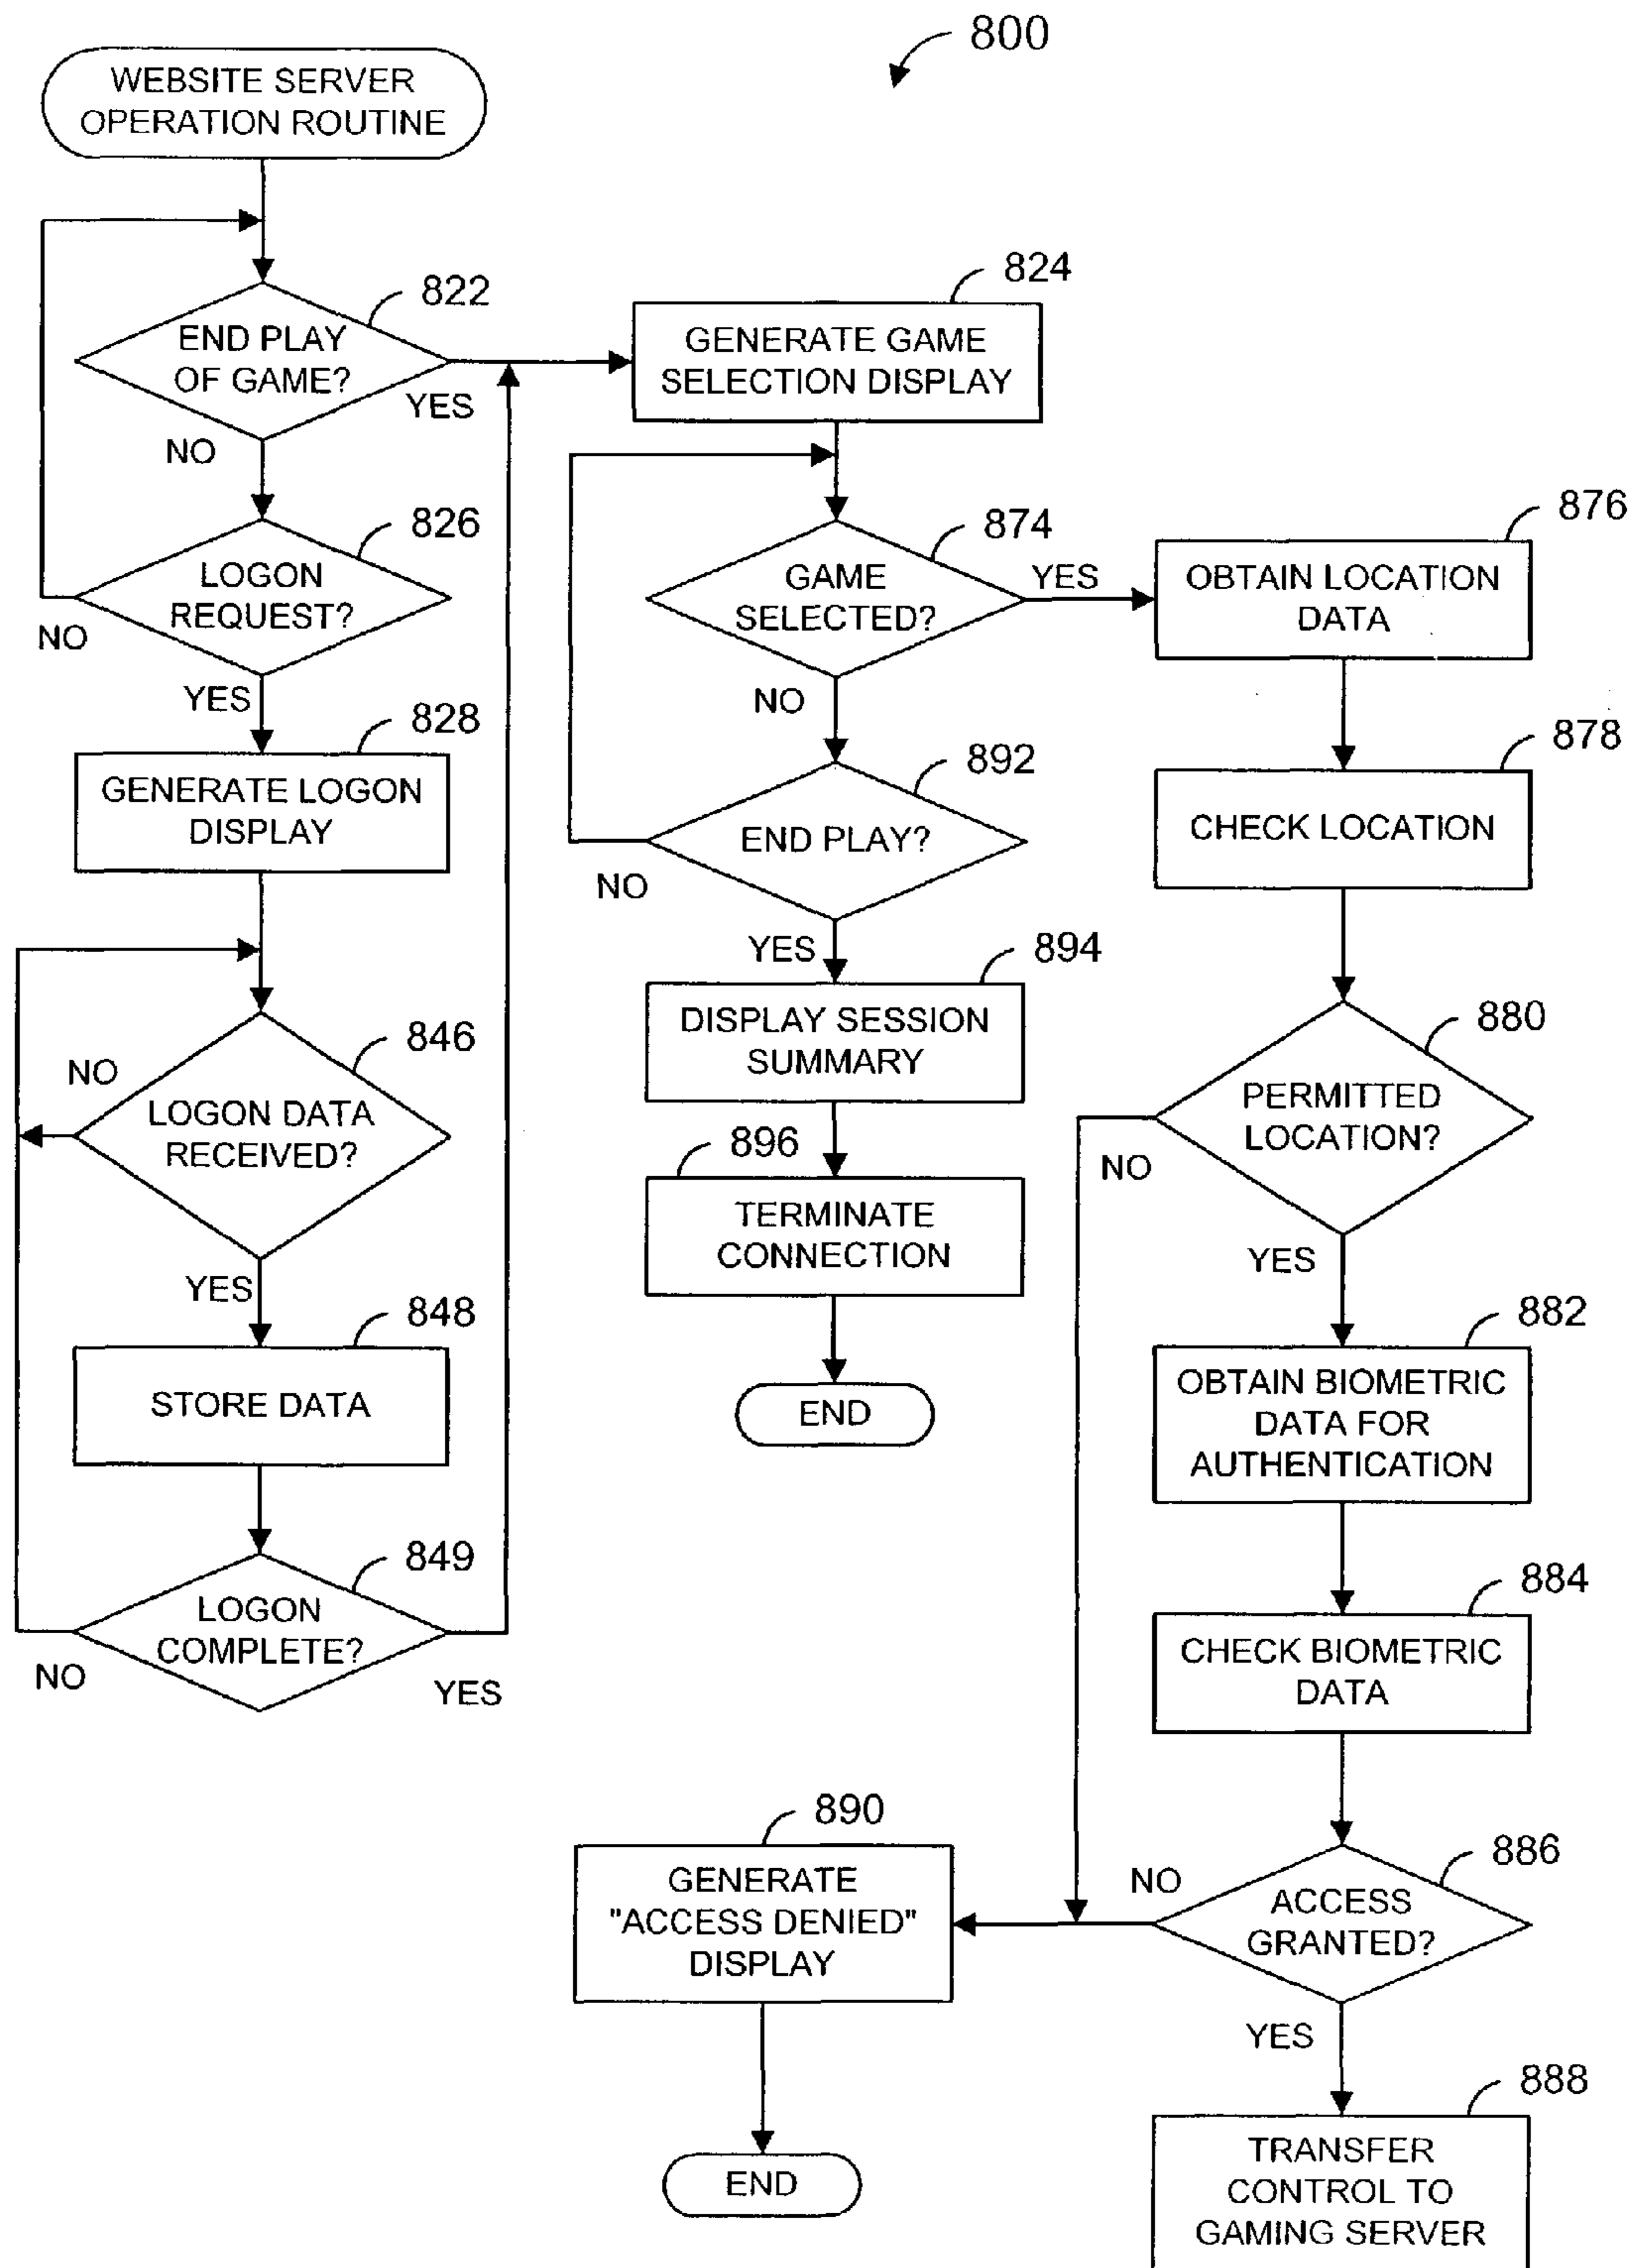 800
WEBSITE SERVER
OPERATION ROUTINE
822
END PLAY
OF GAME?
YES
NO
826
LOGON
REQUEST?
NO
YES
828
GENERATE LOGON
DISPLAY
846
NO
LOGON DATA
RECEIVED?
YES
848
STORE DATA
849
LOGON
COMPLETE?
NO
YES
824
GENERATE GAME
SELECTION DISPLAY
874
GAME
SELECTED?
YES
NO
892
END PLAY?
NO
YES
894
DISPLAY SESSION
SUMMARY
896
TERMINATE
CONNECTION
END
876
OBTAIN LOCATION
DATA
878
CHECK LOCATION
880
PERMITTED
LOCATION?
NO
YES
882
OBTAIN BIOMETRIC
DATA FOR
AUTHENTICATION
884
CHECK BIOMETRIC
DATA
886
ACCESS
GRANTED?
NO
YES
890
GENERATE
"ACCESS DENIED"
DISPLAY
END
888
TRANSFER
CONTROL TO
GAMING SERVER